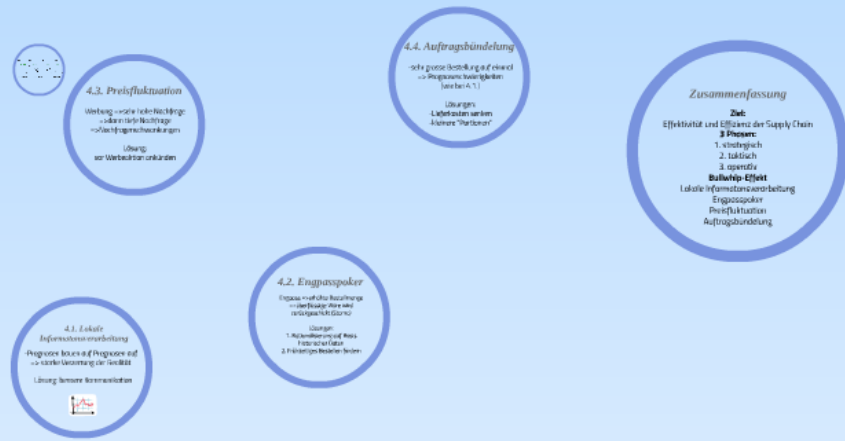 4.3. Preisfluktuation
Werbung =>sehr hohe Nachfrage
=>dann tiefe Nachfrage
=>Nachfrageschwankungen
Lösung:
vor Werbeaktion ankünden
4.4. Auftragsbündelung
-sehr grosse Bestellung auf einmal
=> Prognoseschwierigkeiten
(wie bei 4.1.)
Lösungen:
-Lieferkosten senken
-kleinere "Portionen"
Zusammenfassung
Ziel:
Effektivität und Effizienz der Supply Chain
3 Phasen:
1. strategisch
2. taktisch
3. operativ
Bullwhip-Effekt
Lokale Informatonsverarbeitung
Engpasspoker
Preisfluktuation
Auftragsbündelung
4.2. Engpasspoker
Engpass => erhöhte Bestellmenge
=> überflüssige Ware wird
zurückgeschickt (Storno)
Lösungen:
1. Rationalisierung auf Basis
historischer Daten
2. Frühzeitiges Bestellen fördern
4.1. Lokale
Informatonsverarbeitung
-Prognosen bauen auf Prognosen auf
=> starke Verzerrung der Realität
Lösung: bessere Kommunikation